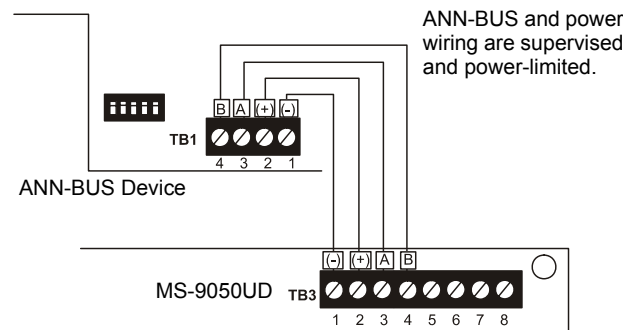 ANN-BUS and power
wiring are supervised
and power-limited.
B A (+) (-)
TB1
4 3 2 1
ANN-BUS Device
(-) (+) A B
MS-9050UD TB3
1 2 3 4 5 6 7 8